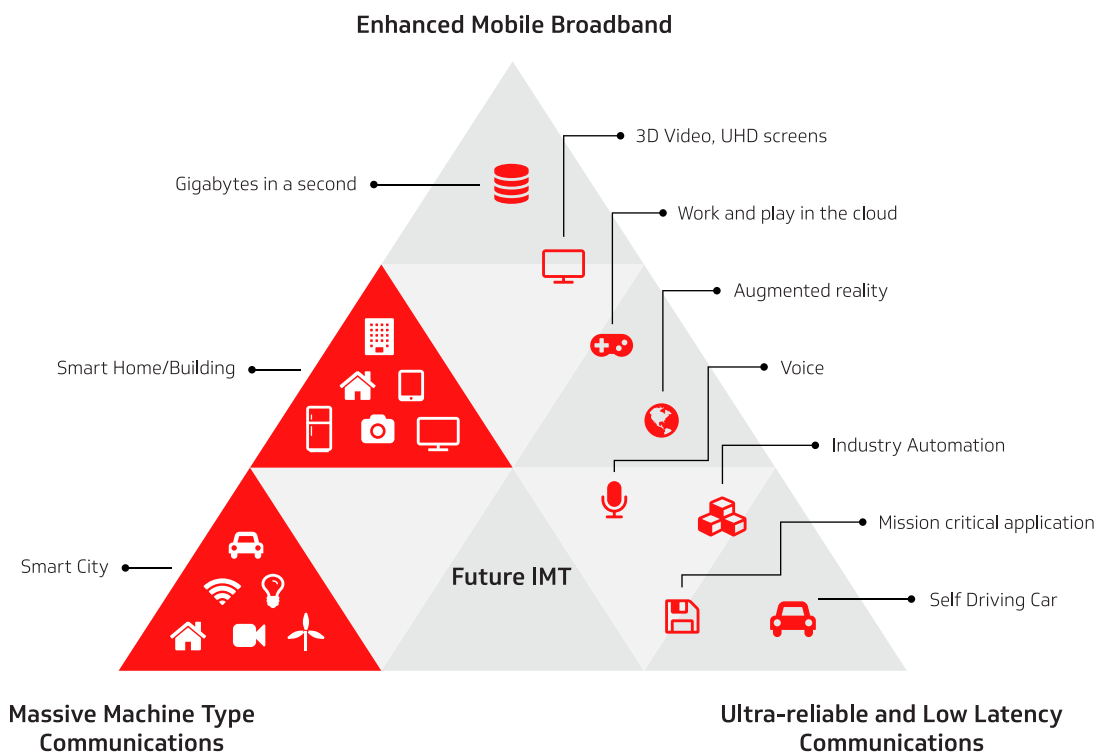 Enhanced Mobile Broadband
3D Video, UHD screens
Gigabytes in a second
Work and play in the cloud
Augmented reality
Smart Home/Building
Voice
Industry Automation
Mission critical application
Smart City
Future IMT
Self Driving Car
Massive Machine Type
Communications
Ultra-reliable and Low Latency
Communications